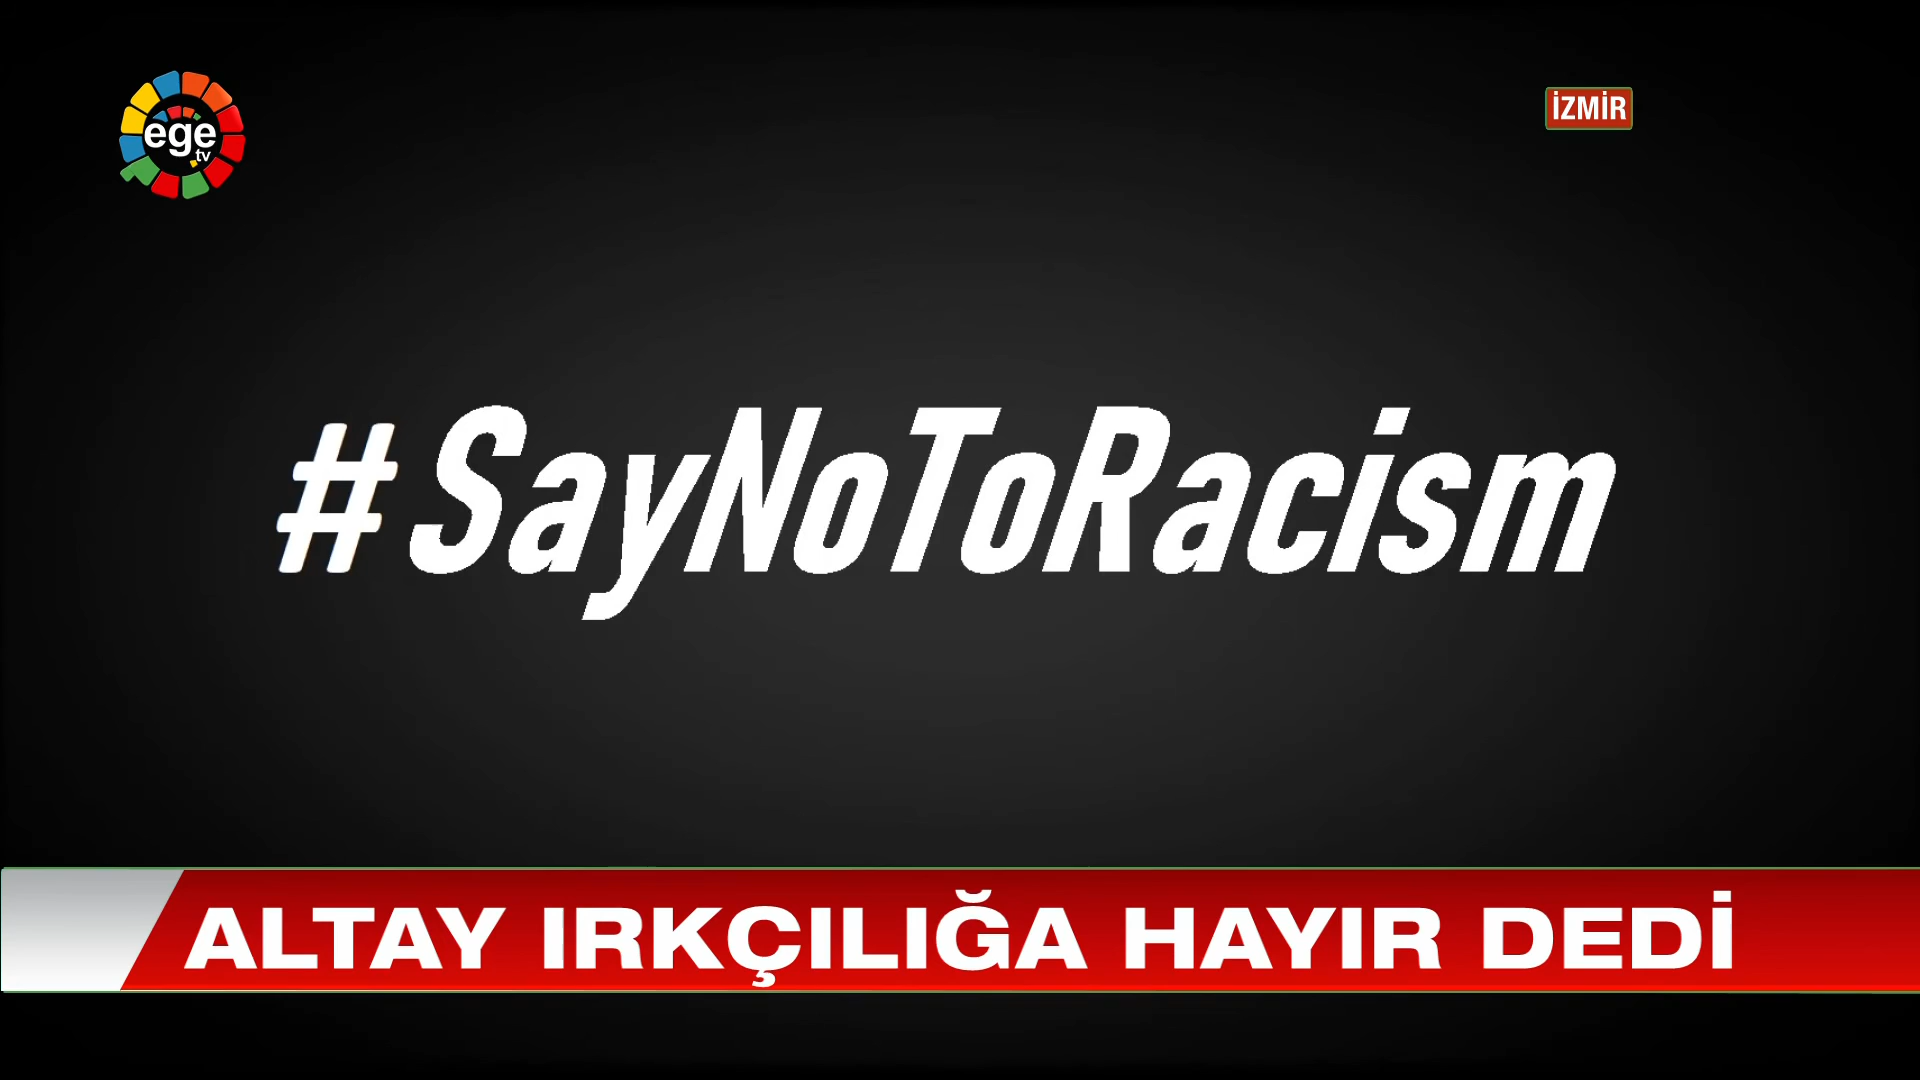 ege
tv
İZMİR
#SayNoToRacism
ALTAY IRKÇILIĞA HAYIR DEDİ